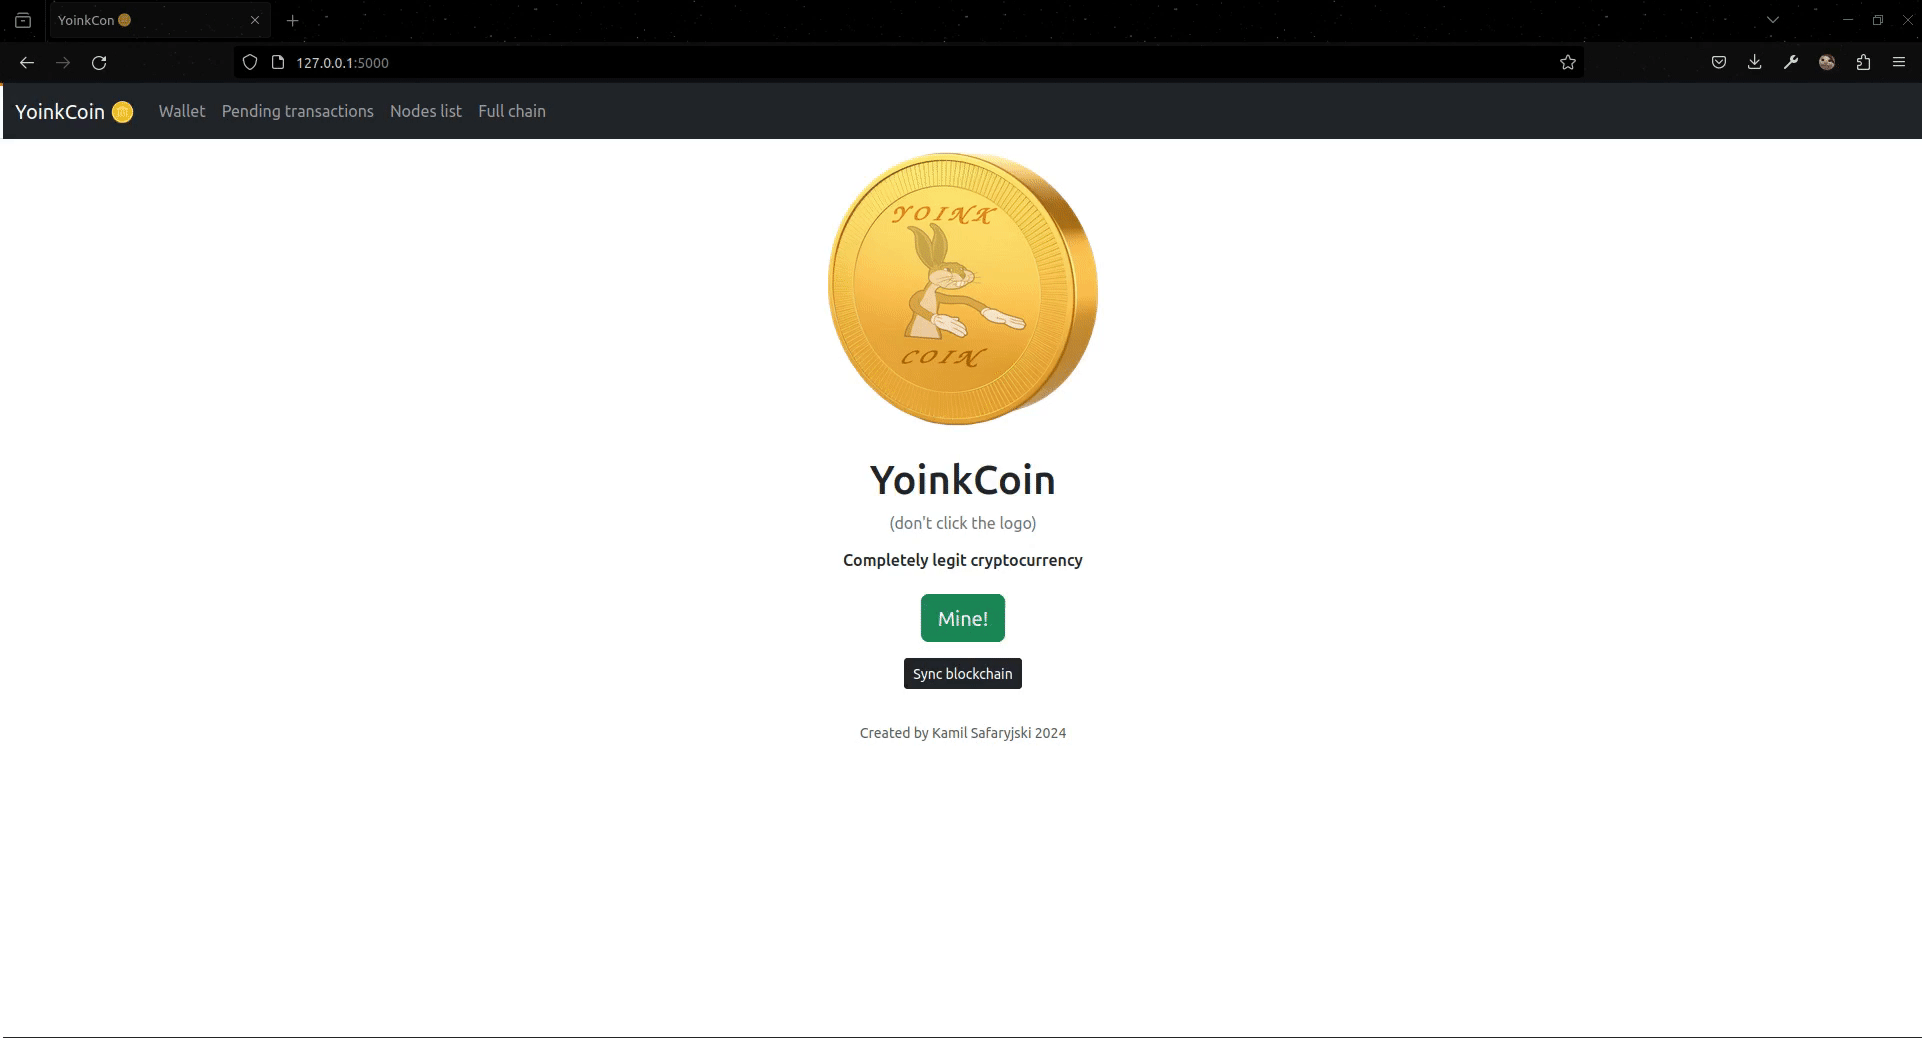 YoinkCon
127.0.0.1:5000
YoinkCoin Wallet Pending transactions Nodes list Full chain
YOINK
COIN
YoinkCoin
(don't click the logo)
Completely legit cryptocurrency
Mine!
Sync blockchain
Created by Kamil Safaryjski 2024